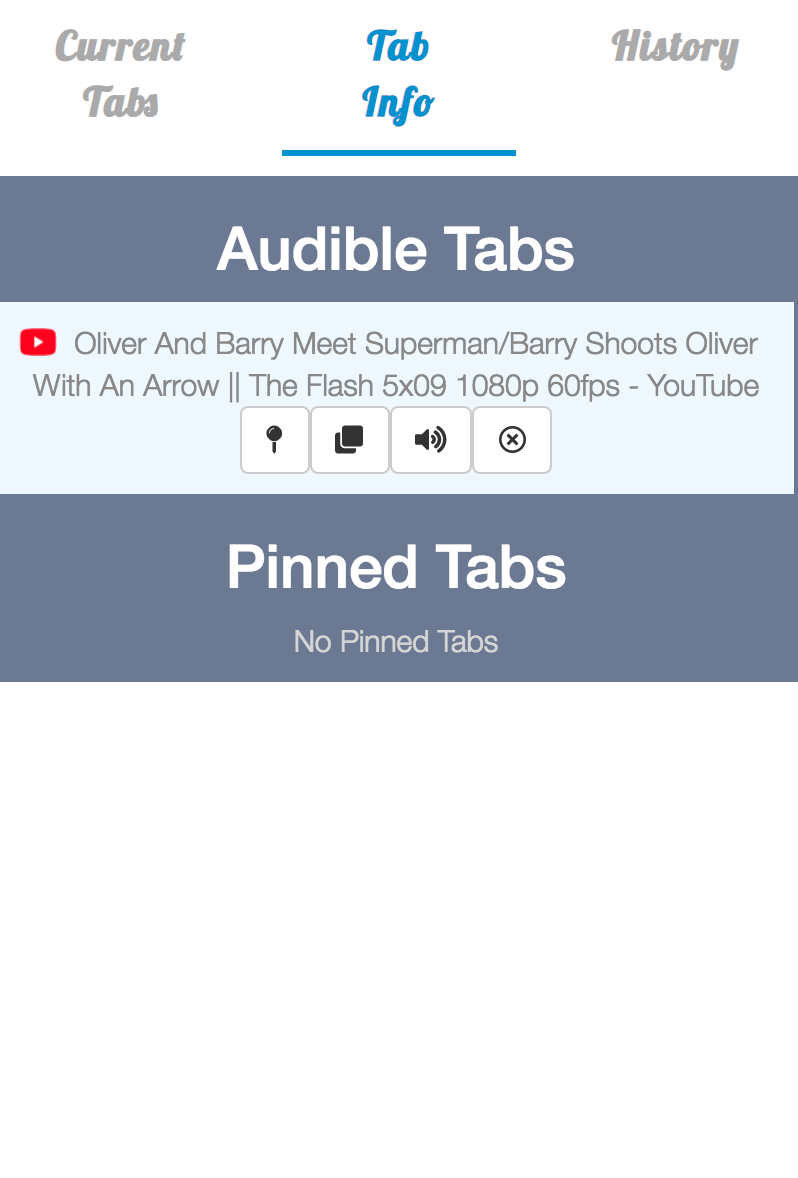 Current
Tabs
Tab
Info
History
Audible Tabs
Oliver And Barry Meet Superman/Barry Shoots Oliver
With An Arrow || The Flash 5x09 1080p 60fps - YouTube
Pinned Tabs
No Pinned Tabs